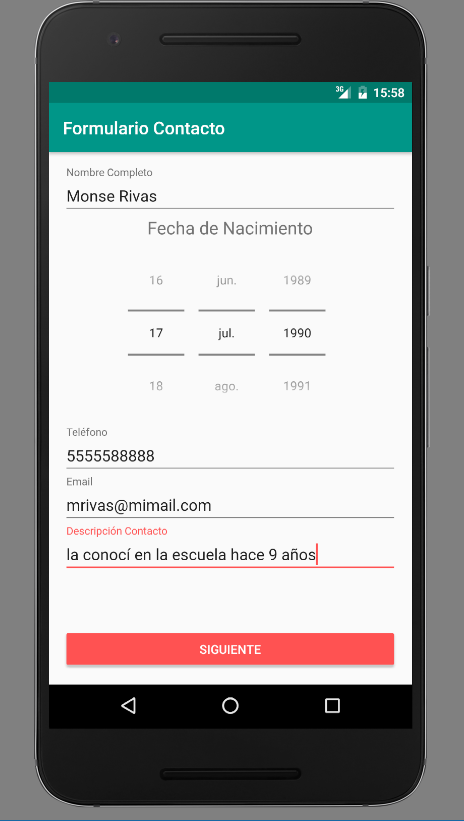 3G 15:58
Formulario Contacto
Nombre Completo
Monse Rivas
Fecha de Nacimiento
16 jun. 1989
17 jul. 1990
18 ago. 1991
Teléfono
5555588888
Email
mrivas@mimail.com
Descripción Contacto
la conocí en la escuela hace 9 años
SIGUIENTE